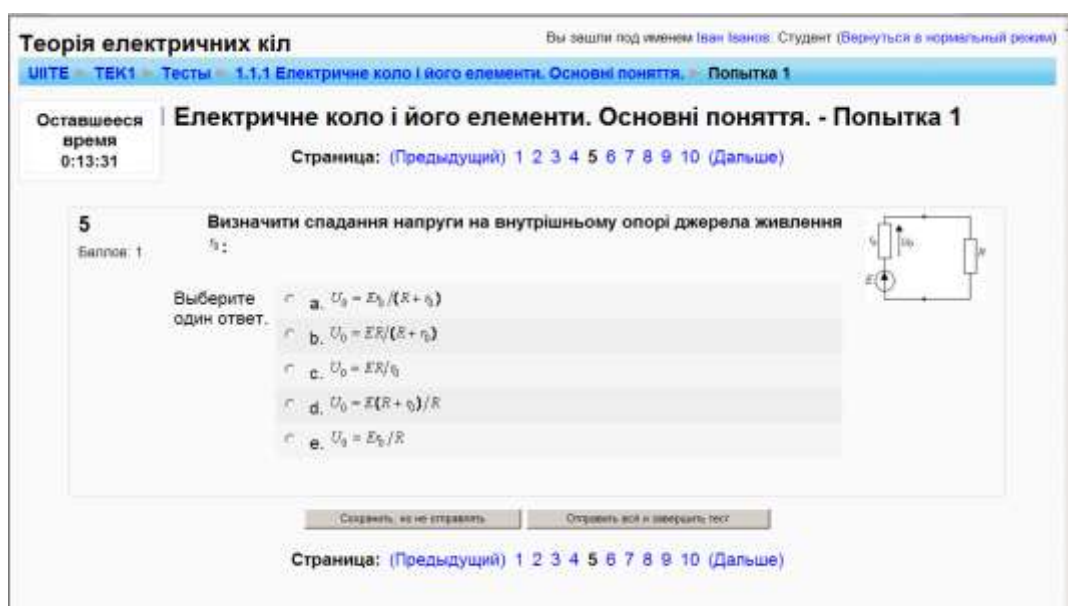 Теорія електричних кіл
Вы зашли под именем Іван Іванов: Студент (Вернуться в нормальный режим)
UIITE ► TEK1 ► Тесты ► 1.1.1 Електричне коло і його елементи. Основні поняття. ► Попытка 1
Оставшееся
время
0:13:31
Електричне коло і його елементи. Основні поняття. - Попытка 1
Страница: (Предыдущий) 1 2 3 4 5 6 7 8 9 10 (Дальше)
5
Баллов: 1
Визначити спадання напруги на внутрішньому опорі джерела живлення
r₀ :
r₀ U₀ R
E
Выберите
один ответ.
a. U₀ = Er₀/(R + r₀)
b. U₀ = ER/(R + r₀)
c. U₀ = ER/r₀
d. U₀ = E(R + r₀)/R
e. U₀ = Er₀/R
Сохранить, но не отправлять
Отправить всё и завершить тест
Страница: (Предыдущий) 1 2 3 4 5 6 7 8 9 10 (Дальше)